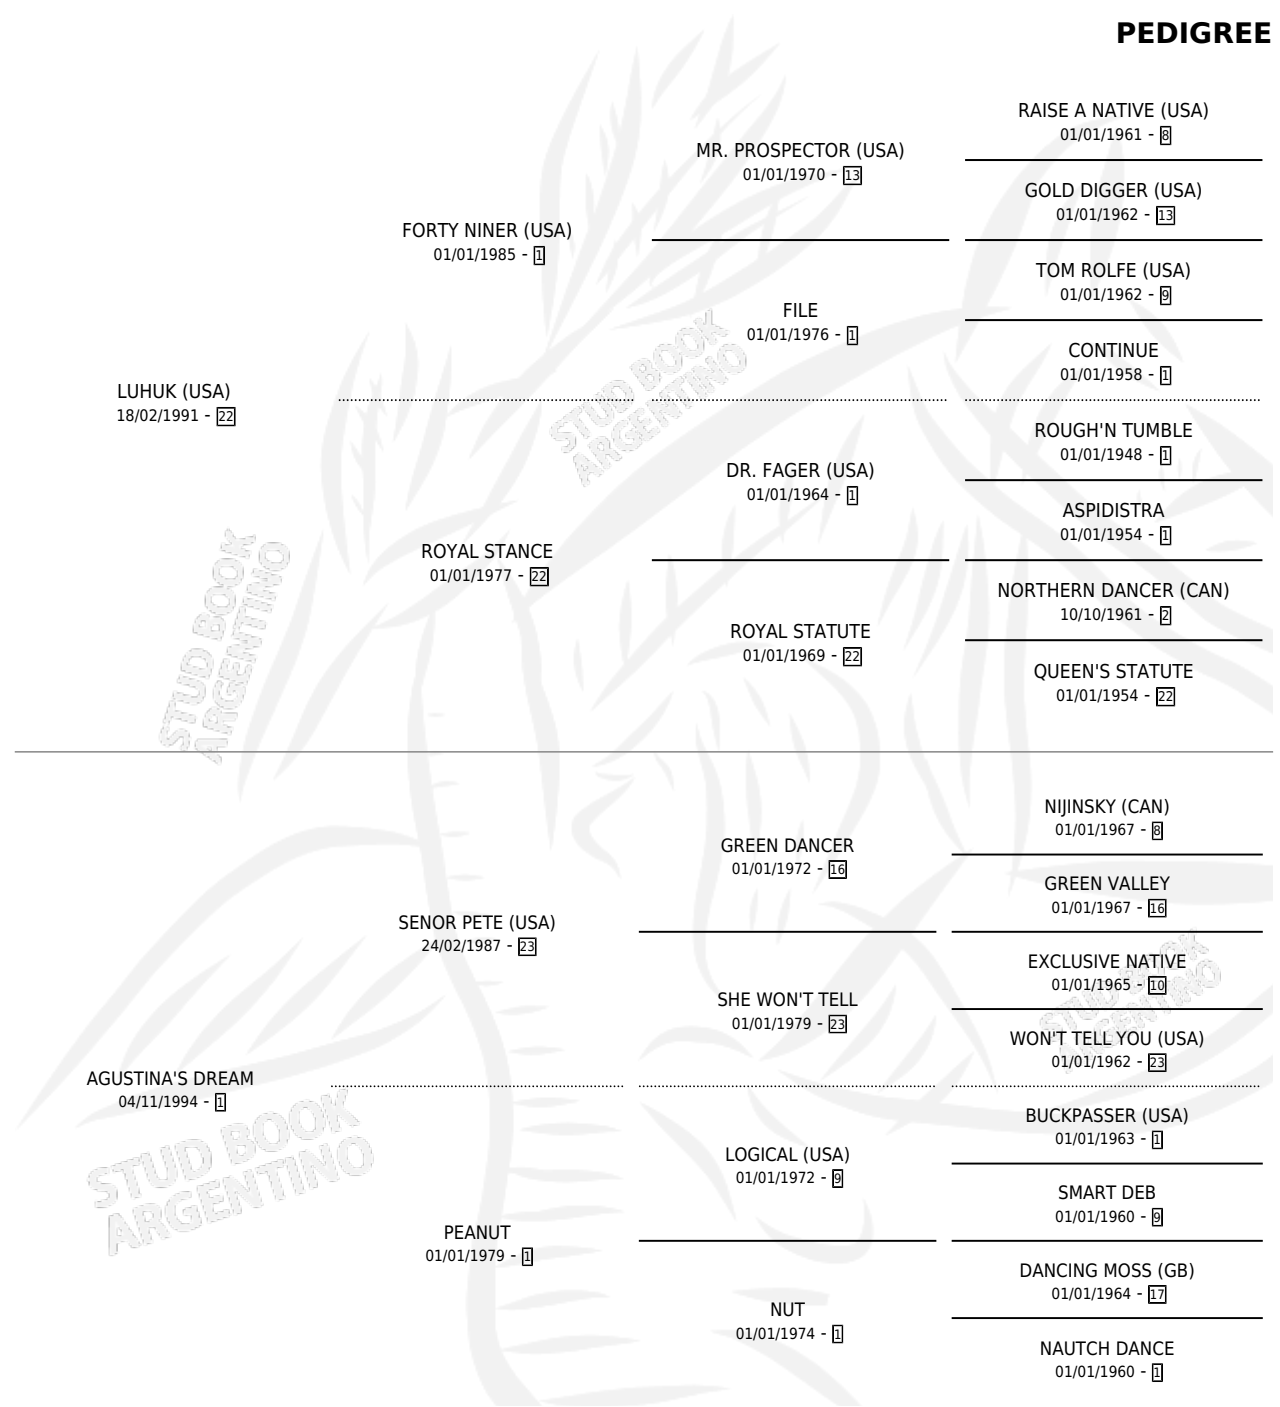 PEDIGREE
RAISE A NATIVE (USA)
01/01/1961 - 8
MR. PROSPECTOR (USA)
01/01/1970 - 13
GOLD DIGGER (USA)
01/01/1962 - 13
FORTY NINER (USA)
01/01/1985 - 1
TOM ROLFE (USA)
01/01/1962 - 9
FILE
01/01/1976 - 1
CONTINUE
01/01/1958 - 1
LUHUK (USA)
18/02/1991 - 22
ROUGH'N TUMBLE
01/01/1948 - 1
DR. FAGER (USA)
01/01/1964 - 1
ASPIDISTRA
01/01/1954 - 1
ROYAL STANCE
01/01/1977 - 22
NORTHERN DANCER (CAN)
10/10/1961 - 2
ROYAL STATUTE
01/01/1969 - 22
QUEEN'S STATUTE
01/01/1954 - 22
NIJINSKY (CAN)
01/01/1967 - 8
GREEN DANCER
01/01/1972 - 16
GREEN VALLEY
01/01/1967 - 16
SENOR PETE (USA)
24/02/1987 - 23
EXCLUSIVE NATIVE
01/01/1965 - 10
SHE WON'T TELL
01/01/1979 - 23
WON'T TELL YOU (USA)
01/01/1962 - 23
AGUSTINA'S DREAM
04/11/1994 - 1
BUCKPASSER (USA)
01/01/1963 - 1
LOGICAL (USA)
01/01/1972 - 9
SMART DEB
01/01/1960 - 9
PEANUT
01/01/1979 - 1
DANCING MOSS (GB)
01/01/1964 - 17
NUT
01/01/1974 - 1
NAUTCH DANCE
01/01/1960 - 1
STUD BOOK
ARGENTINO
STUD BOOK
ARGENTINO
STUD BOOK
ARGENTINO
STUD BOOK
ARGENTINO